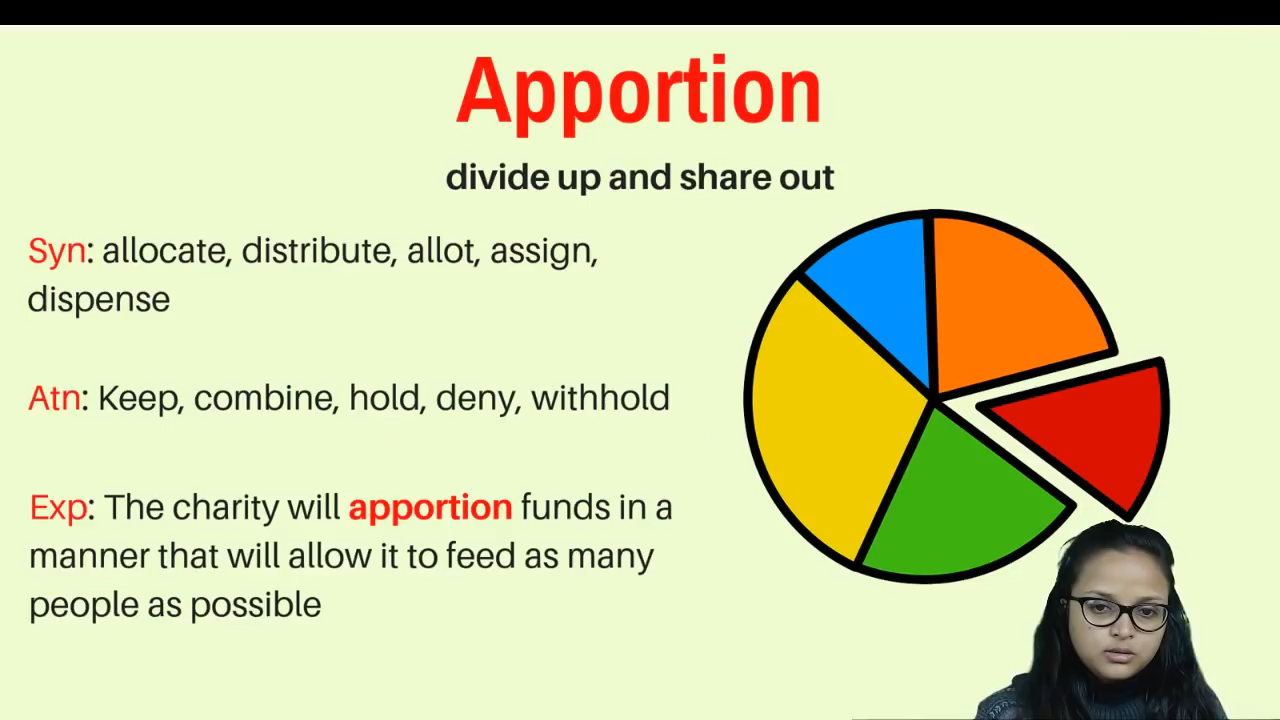 Apportion
divide up and share out
Syn: allocate, distribute, allot, assign,
dispense
Atn: Keep, combine, hold, deny, withhold
Exp: The charity will apportion funds in a
manner that will allow it to feed as many
people as possible